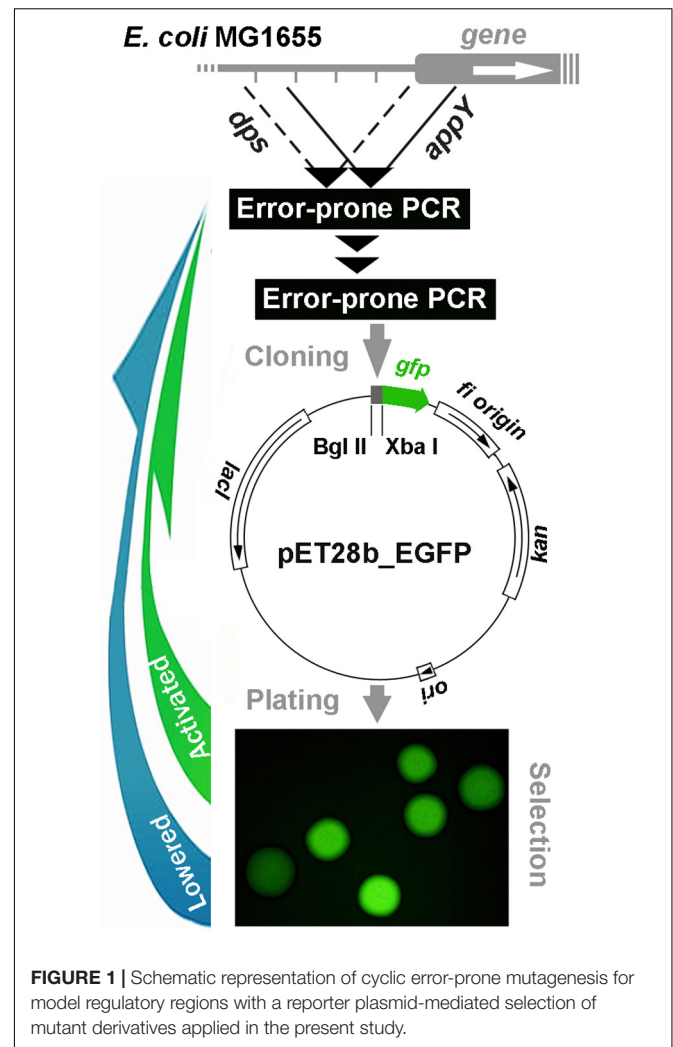 E. coli MG1655
gene
dps
appY
Error-prone PCR
Error-prone PCR
Cloning
gfp
fi origin
Bgl II
Xba I
lacI
kan
pET28b_EGFP
ori
Plating
Activated
Lowered
Selection
FIGURE 1 | Schematic representation of cyclic error-prone mutagenesis for
model regulatory regions with a reporter plasmid-mediated selection of
mutant derivatives applied in the present study.